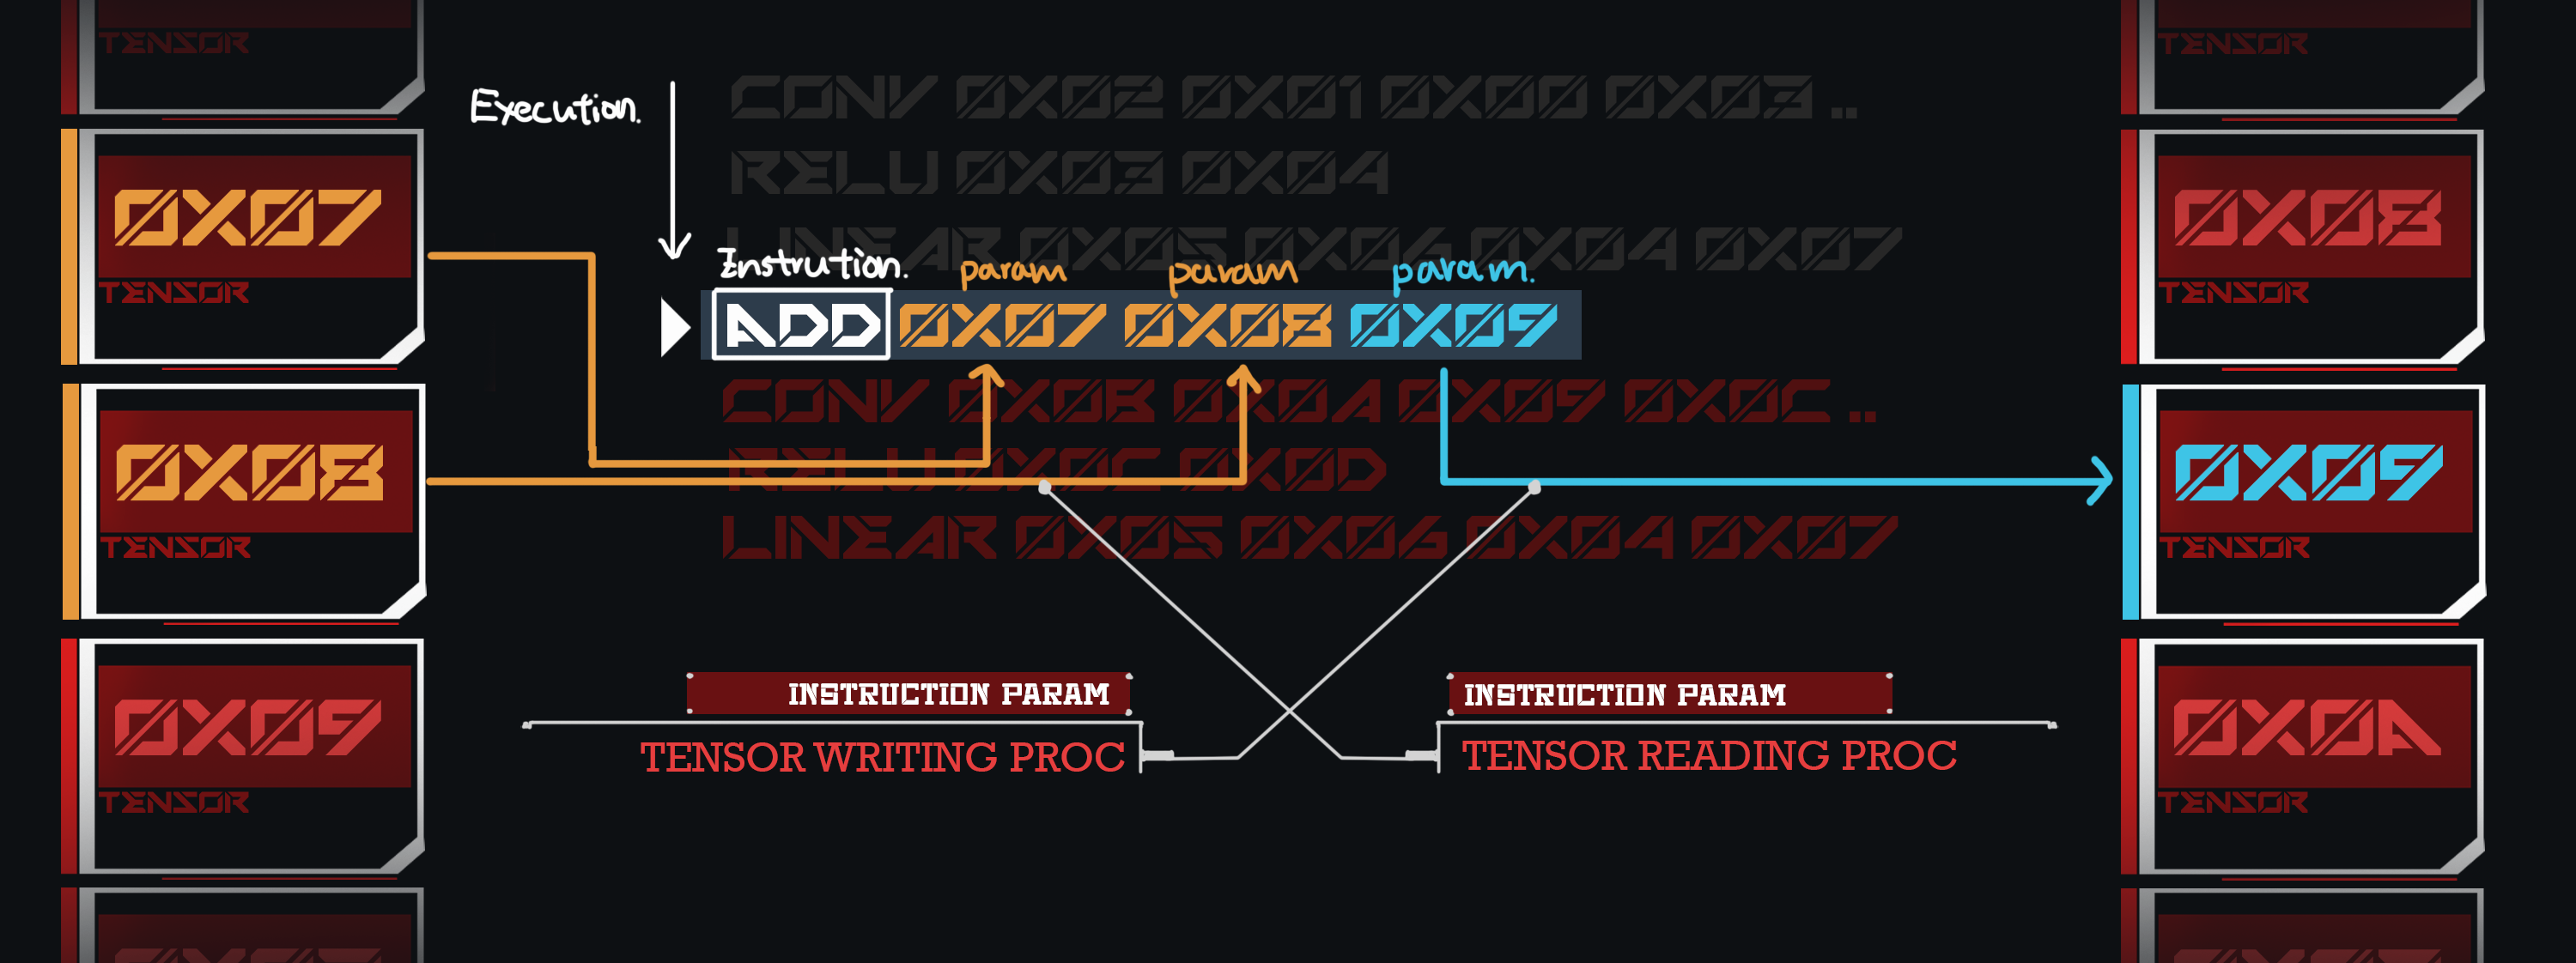 TENSOR
0X07
TENSOR
0X08
TENSOR
0X09
TENSOR
Execution.
CONV 0X02 0X01 0X00 0X03 ..
RELU 0X03 0X04
LINEAR 0X05 0X06 0X04 0X07
Instrution. param param param.
ADD 0X07 0X08 0X09
CONV 0X0B 0X0A 0X09 0X0C ..
RELU 0X0C 0X0D
LINEAR 0X05 0X06 0X04 0X07
INSTRUCTION PARAM
TENSOR WRITING PROC
INSTRUCTION PARAM
TENSOR READING PROC
TENSOR
0X08
TENSOR
0X09
TENSOR
0X0A
TENSOR